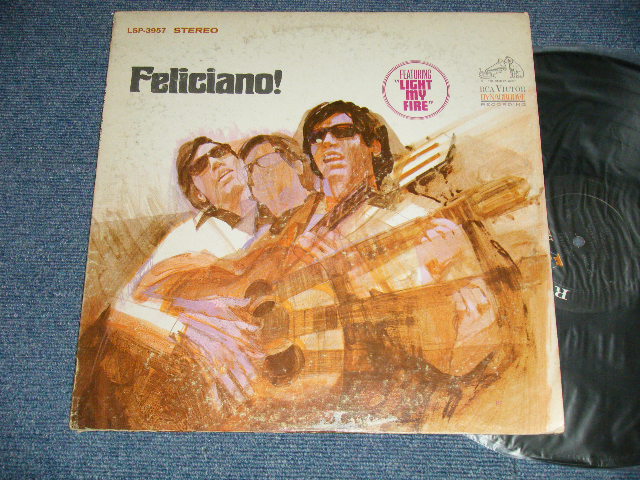 LSP-3957 STEREO
Feliciano!
FEATURING
"LIGHT
MY
FIRE"
RCA VICTOR
DYNAGROOVE
RECORDING
R